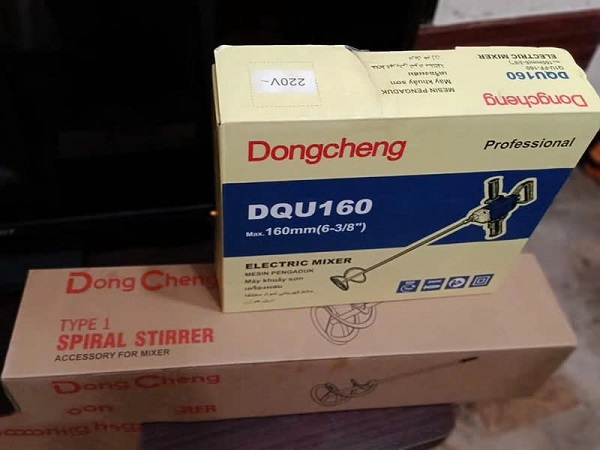 Dongcheng
DQU160
ELECTRIC MIXER
MESIN PENGADUK
Máy khuấy sơn
220V~
Dongcheng
Professional
DQU160
Max. 160mm(6-3/8")
ELECTRIC MIXER
MESIN PENGADUK
Máy khuấy sơn
Dong Cheng
TYPE 1
SPIRAL STIRRER
ACCESSORY FOR MIXER
Dong Cheng